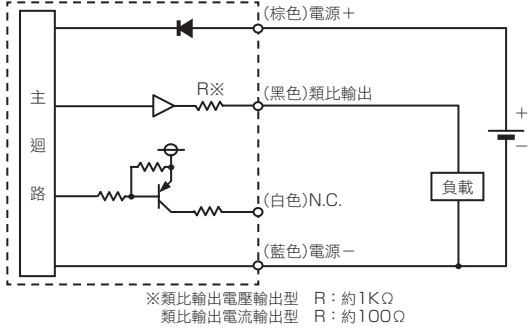 (棕色)電源＋
R※
(黑色)類比輸出
主迴路
＋
－
負載
(白色)N.C.
(藍色)電源－
※類比輸出電壓輸出型 R：約1KΩ
類比輸出電流輸出型 R：約100Ω